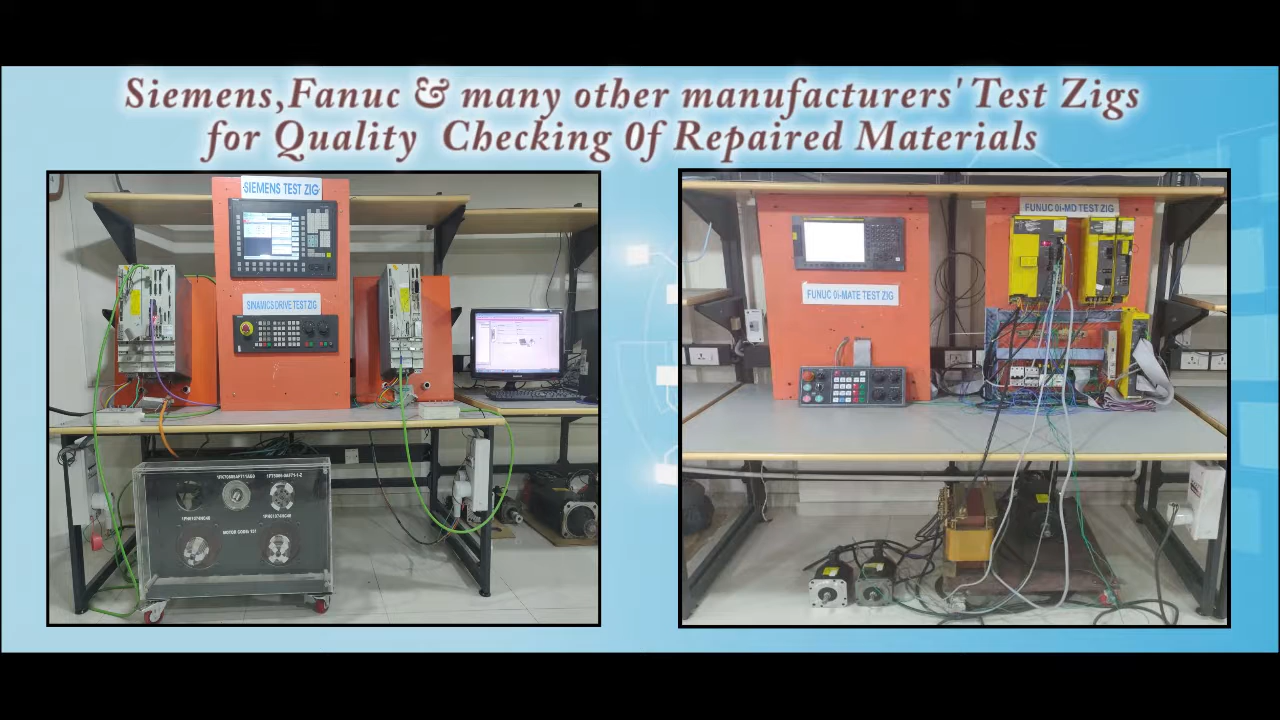 Siemens,Fanuc & many other manufacturers' Test Zigs
for Quality Checking 0f Repaired Materials
SIEMENS TEST ZIG
SINAMICS DRIVE TEST ZIG
MOTOR CODE: 101
FUNUC 0i-MD TEST ZIG
FUNUC 0i-MATE TEST ZIG